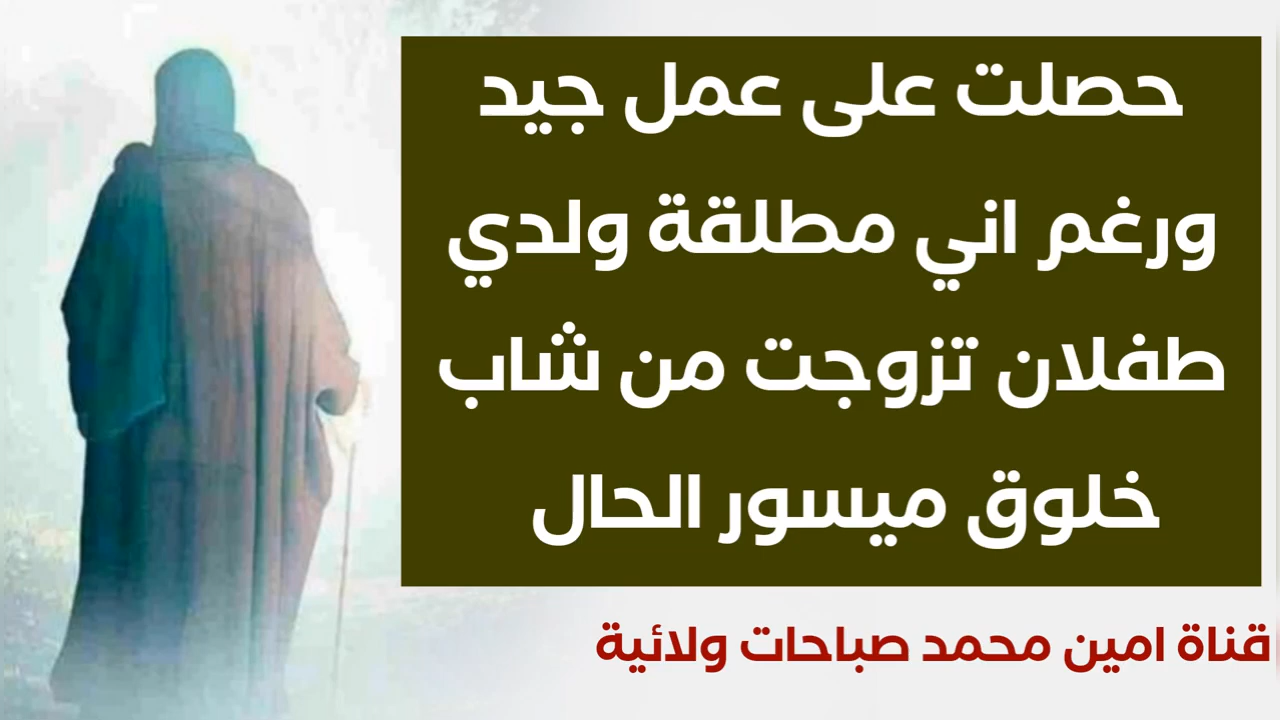 حصلت على عمل جيد
ورغم اني مطلقة ولدي
طفلان تزوجت من شاب
خلوق ميسور الحال
قناة امين محمد صباحات ولائية